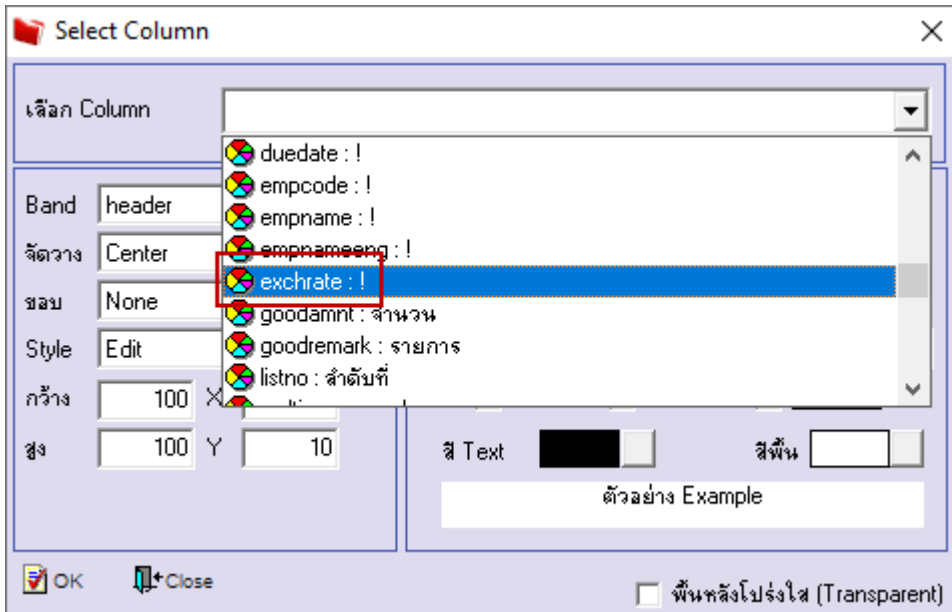 Select Column
เลือก Column
duedate : !
empcode : !
empname : !
empnameeng : !
exchrate : !
goodamnt : จำนวน
goodremark : รายการ
listno : ลำดับที่
Band header
จัดวาง Center
ขอบ None
Style Edit
กว้าง 100 X
สูง 100 Y 10
สี Text
สีพื้น
ตัวอย่าง Example
OK
Close
พื้นหลังโปร่งใส (Transparent)